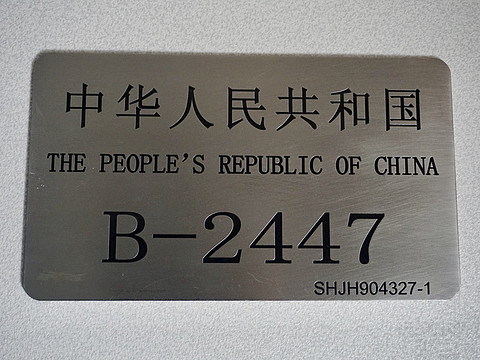 中华人民共和国
THE PEOPLE'S REPUBLIC OF CHINA
B-2447
SHJH904327-1